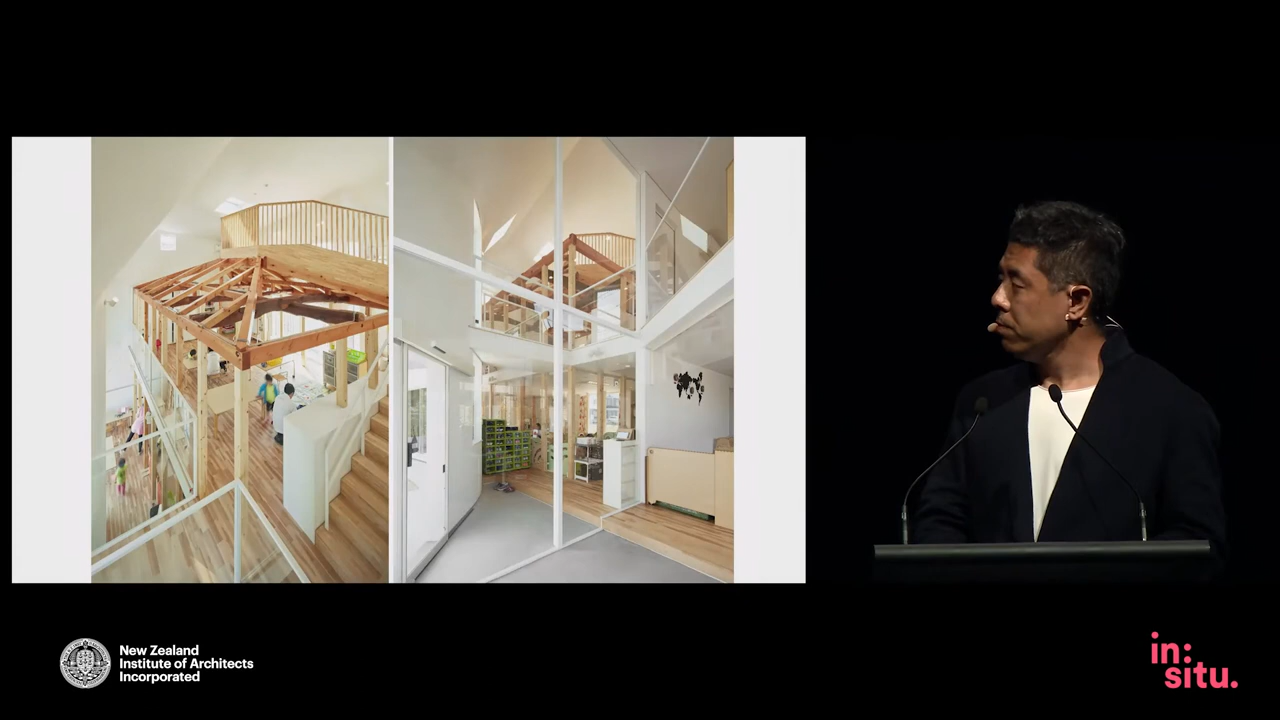 New Zealand
Institute of Architects
Incorporated
in:
situ.